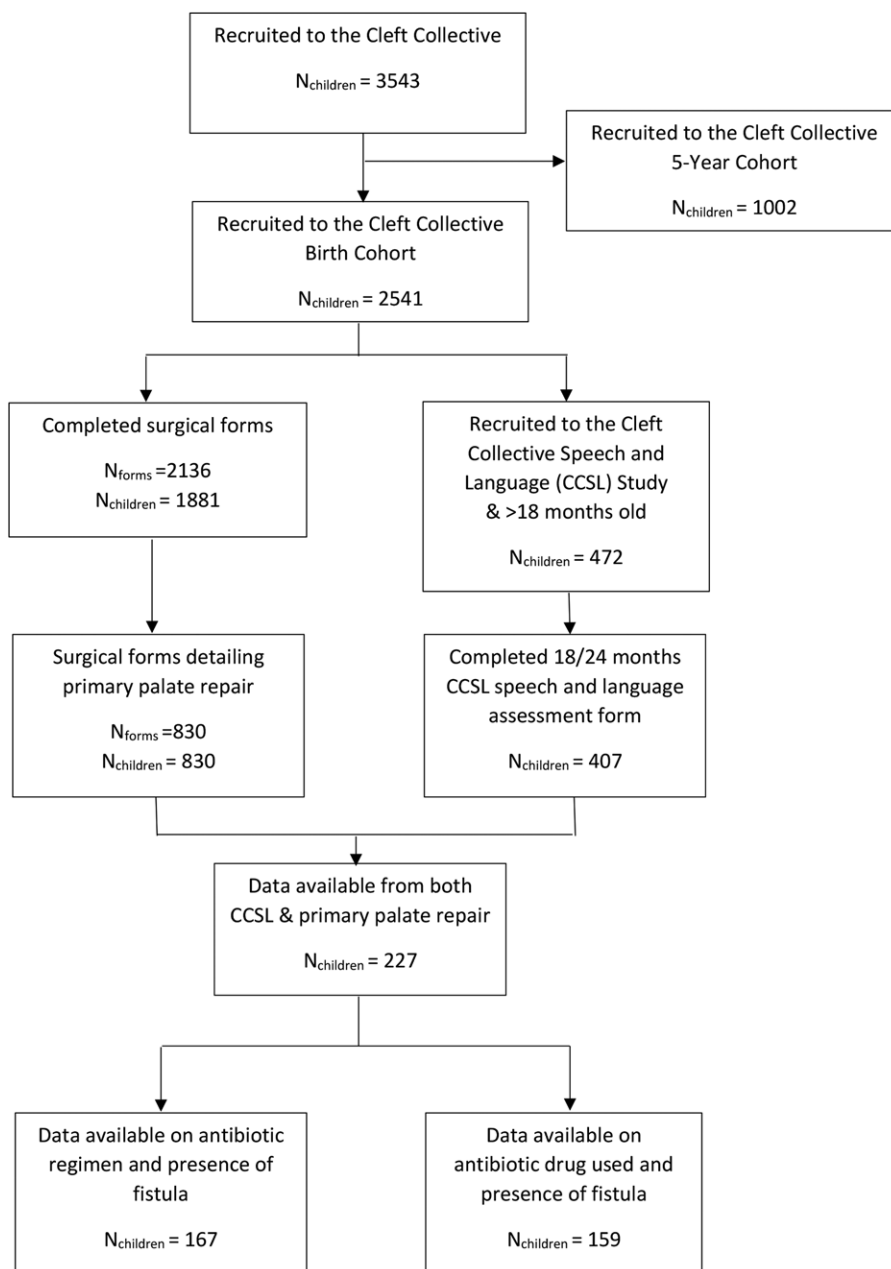 Recruited to the Cleft Collective
Nchildren = 3543
Recruited to the Cleft Collective
5-Year Cohort
Nchildren = 1002
Recruited to the Cleft Collective
Birth Cohort
Nchildren = 2541
Completed surgical forms
Nforms =2136
Nchildren = 1881
Recruited to the Cleft
Collective Speech and
Language (CCSL) Study
& >18 months old
Nchildren = 472
Surgical forms detailing
primary palate repair
Nforms =830
Nchildren = 830
Completed 18/24 months
CCSL speech and language
assessment form
Nchildren = 407
Data available from both
CCSL & primary palate repair
Nchildren = 227
Data available on antibiotic
regimen and presence of
fistula
Nchildren = 167
Data available on
antibiotic drug used and
presence of fistula
Nchildren = 159